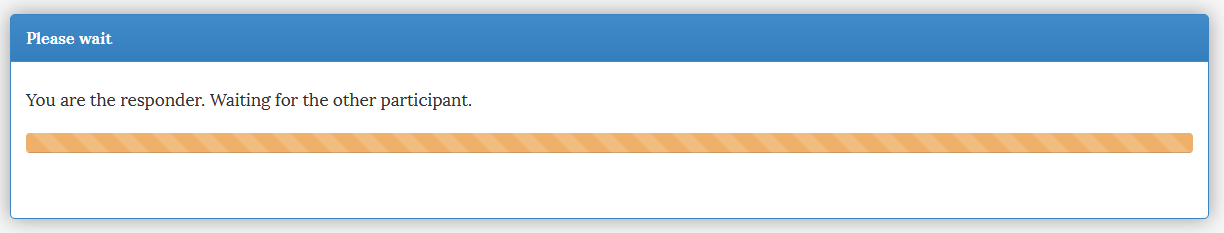 Please wait
You are the responder. Waiting for the other participant.